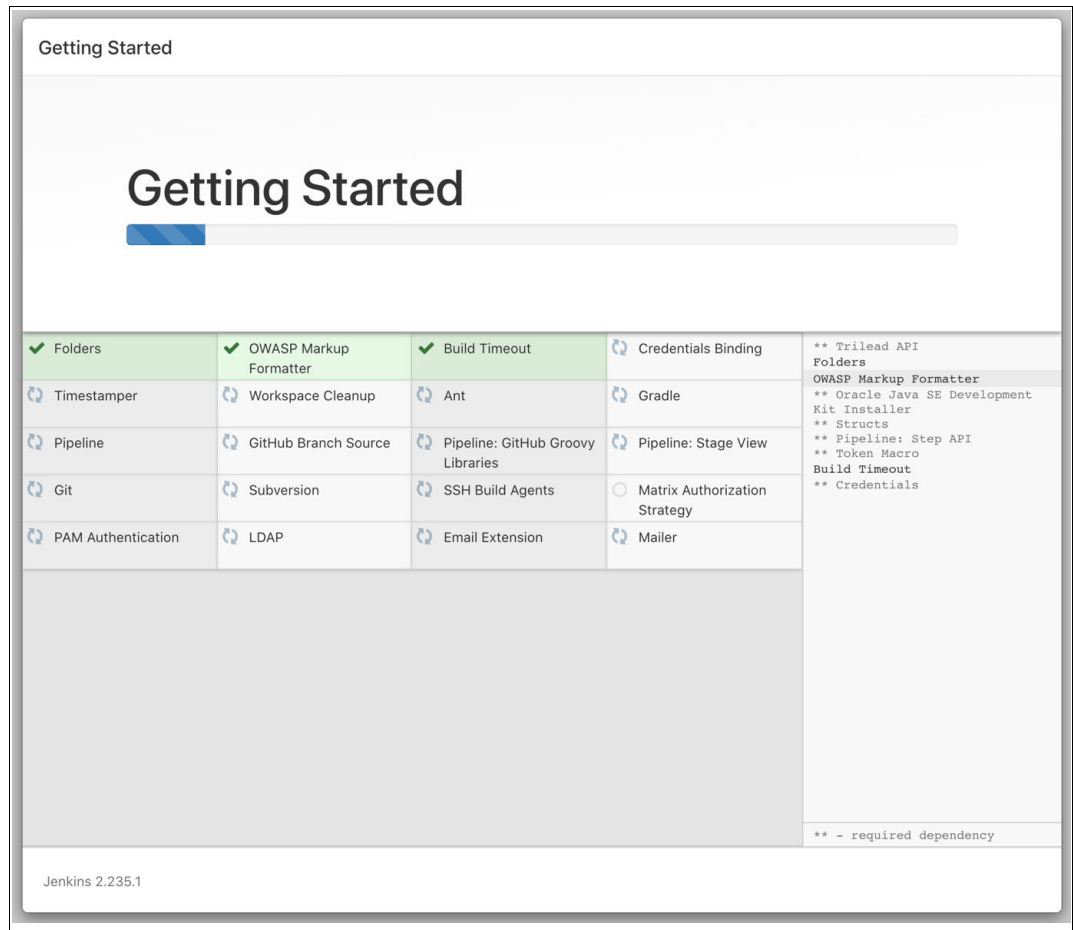 Getting Started
Getting Started
Folders
OWASP Markup
Formatter
Build Timeout
Credentials Binding
Timestamper
Workspace Cleanup
Ant
Gradle
Pipeline
GitHub Branch Source
Pipeline: GitHub Groovy
Libraries
Pipeline: Stage View
Git
Subversion
SSH Build Agents
Matrix Authorization
Strategy
PAM Authentication
LDAP
Email Extension
Mailer
** Trilead API
Folders
OWASP Markup Formatter
** Oracle Java SE Development
Kit Installer
** Structs
** Pipeline: Step API
** Token Macro
Build Timeout
** Credentials
** - required dependency
Jenkins 2.235.1